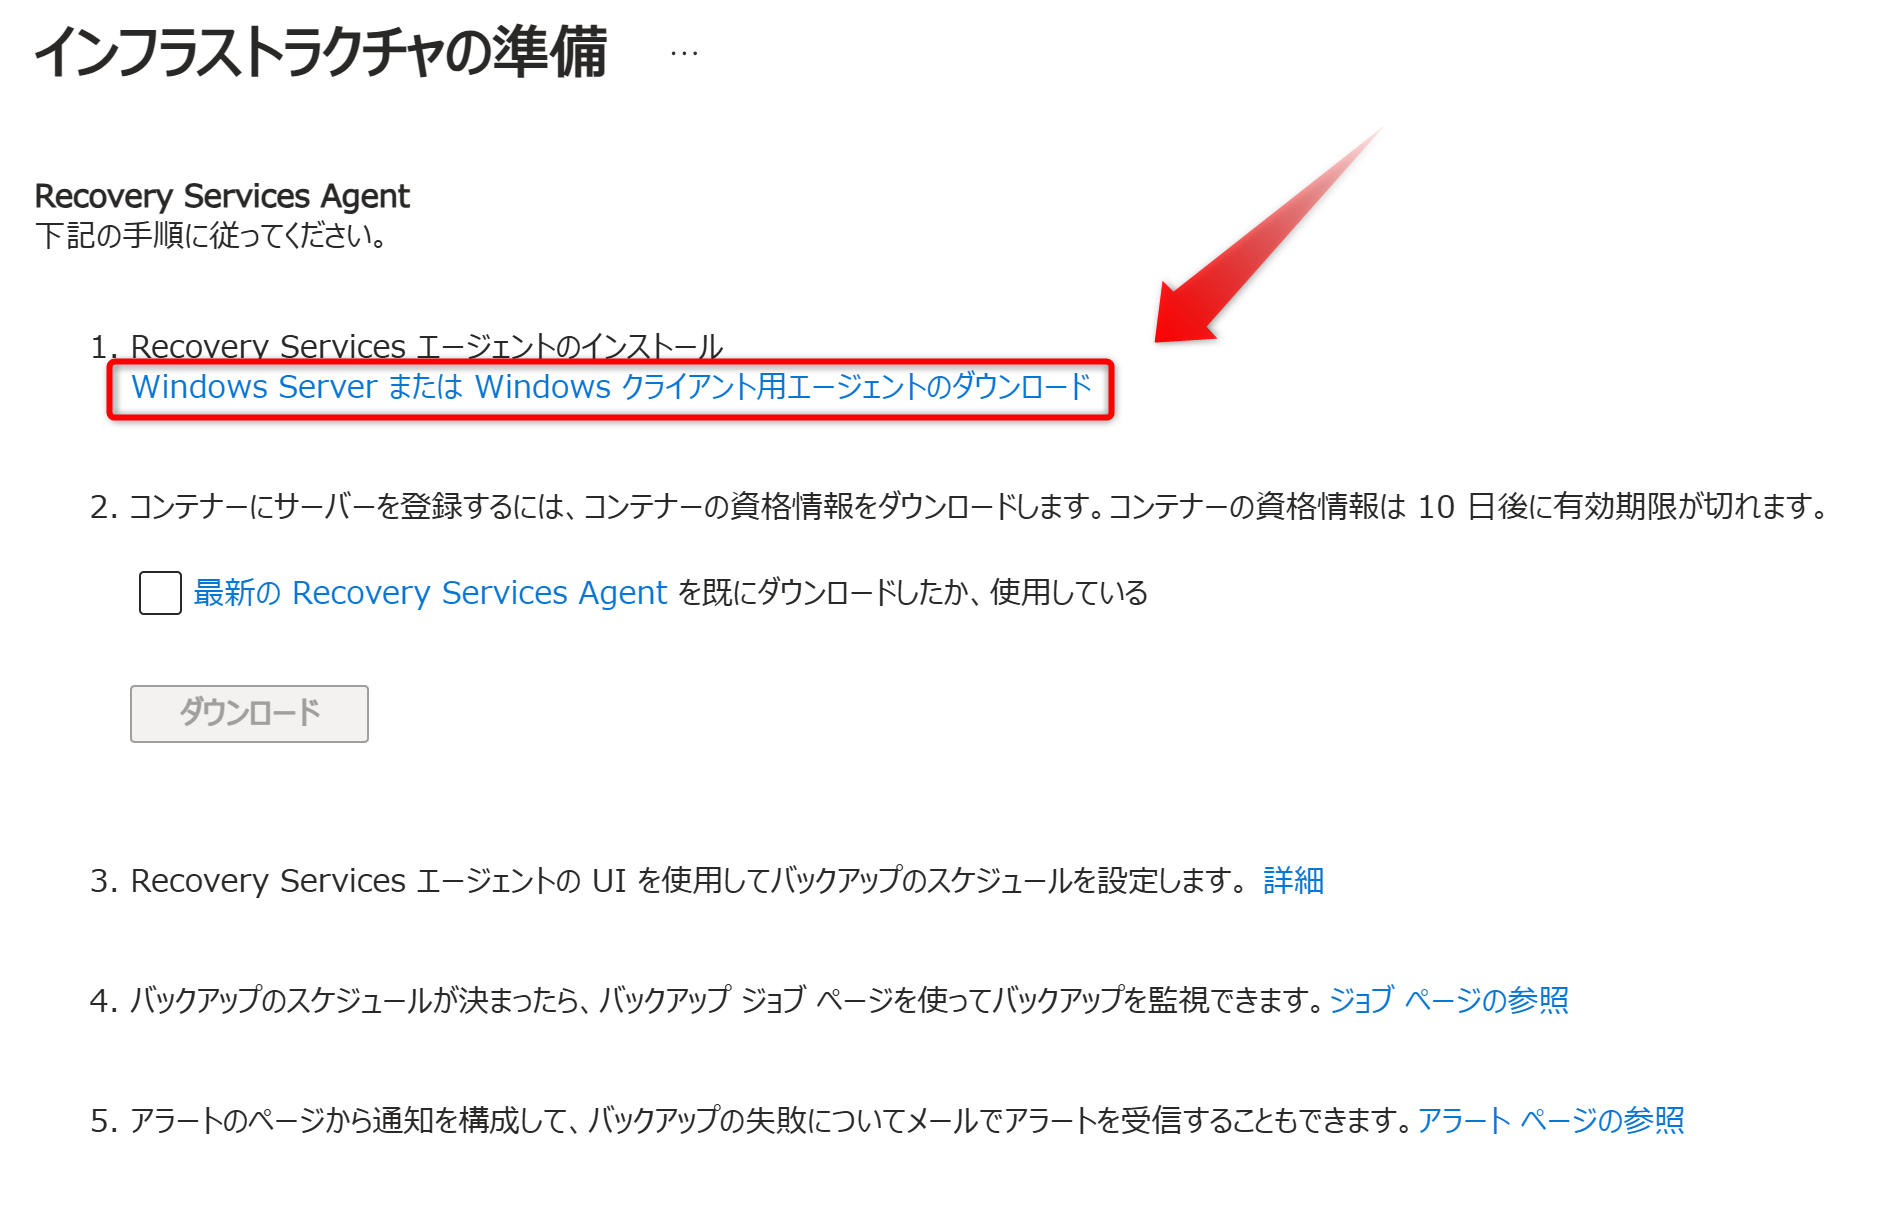 インフラストラクチャの準備 …
Recovery Services Agent
下記の手順に従ってください。
1. Recovery Services エージェントのインストール
Windows Server または Windows クライアント用エージェントのダウンロード
2. コンテナーにサーバーを登録するには、コンテナーの資格情報をダウンロードします。コンテナーの資格情報は 10 日後に有効期限が切れます。
最新の Recovery Services Agent を既にダウンロードしたか、使用している
ダウンロード
3. Recovery Services エージェントの UI を使用してバックアップのスケジュールを設定します。 詳細
4. バックアップのスケジュールが決まったら、バックアップ ジョブ ページを使ってバックアップを監視できます。ジョブ ページの参照
5. アラートのページから通知を構成して、バックアップの失敗についてメールでアラートを受信することもできます。アラート ページの参照